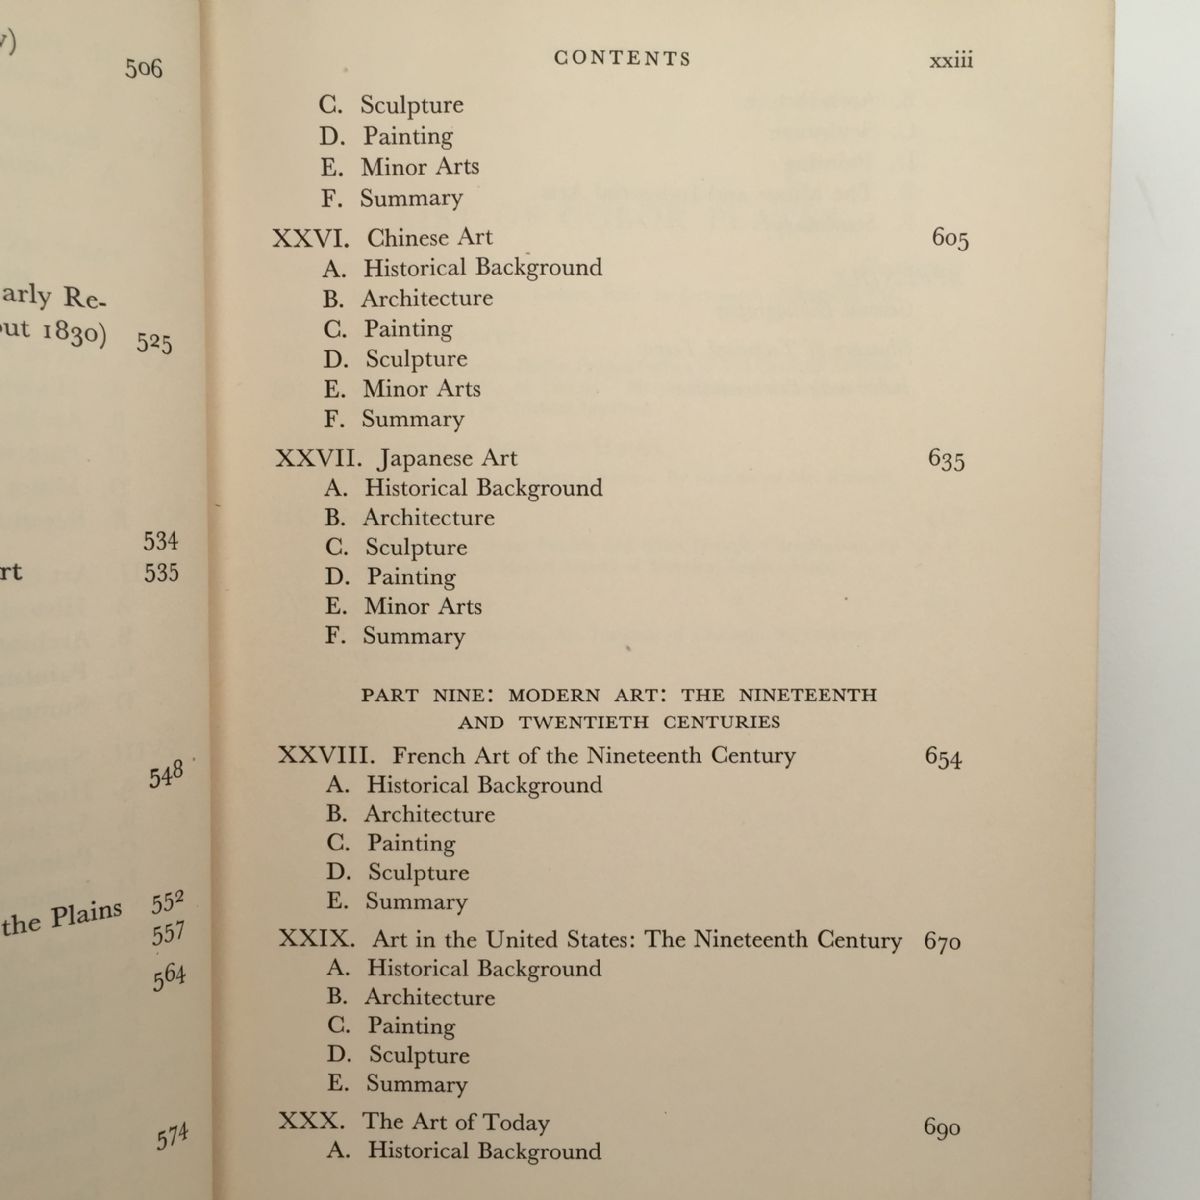 506
arly Re-
out 1830) 525
534
rt 535
548
the Plains 552
557
564
574
CONTENTS xxiii
C. Sculpture
D. Painting
E. Minor Arts
F. Summary
XXVI. Chinese Art 605
A. Historical Background
B. Architecture
C. Painting
D. Sculpture
E. Minor Arts
F. Summary
XXVII. Japanese Art 635
A. Historical Background
B. Architecture
C. Sculpture
D. Painting
E. Minor Arts
F. Summary
PART NINE: MODERN ART: THE NINETEENTH
AND TWENTIETH CENTURIES
XXVIII. French Art of the Nineteenth Century 654
A. Historical Background
B. Architecture
C. Painting
D. Sculpture
E. Summary
XXIX. Art in the United States: The Nineteenth Century 670
A. Historical Background
B. Architecture
C. Painting
D. Sculpture
E. Summary
XXX. The Art of Today 690
A. Historical Background